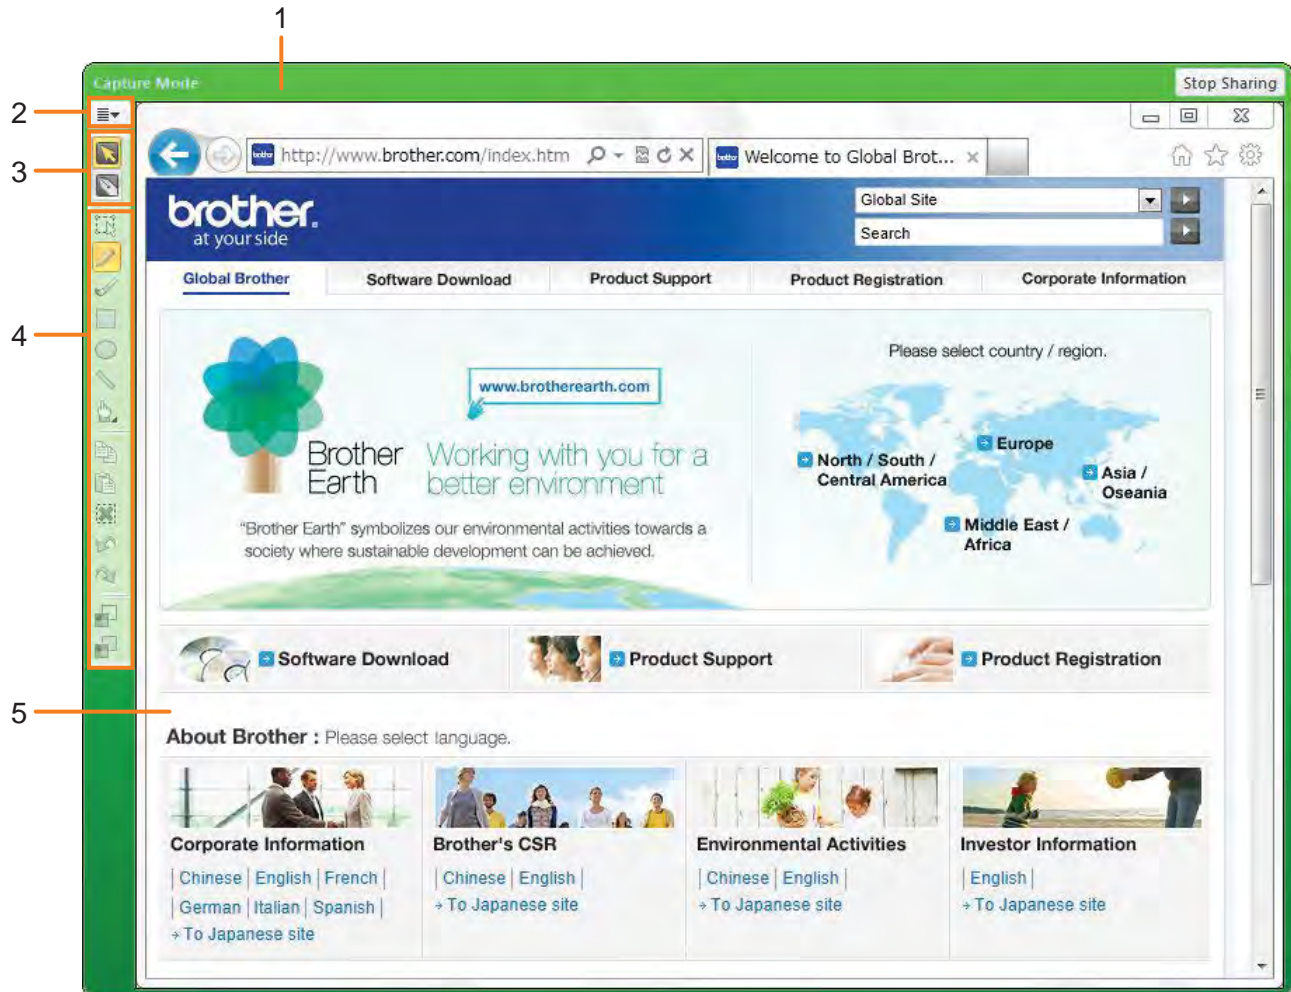 1
Capture Mode
Stop Sharing
2
3
http://www.brother.com/index.htm
Welcome to Global Brot...
brother.
at your side
Global Site
Search
Global Brother
Software Download
Product Support
Product Registration
Corporate Information
4
www.brotherearth.com
Brother
Earth
Working with you for a
better environment
"Brother Earth" symbolizes our environmental activities towards a
society where sustainable development can be achieved.
Please select country / region.
Europe
North / South /
Central America
Asia /
Oseania
Middle East /
Africa
Software Download
Product Support
Product Registration
5
About Brother : Please select language.
Corporate Information
| Chinese | English | French |
| German | Italian | Spanish |
To Japanese site
Brother's CSR
| Chinese | English |
To Japanese site
Environmental Activities
| Chinese | English |
To Japanese site
Investor Information
| English |
To Japanese site